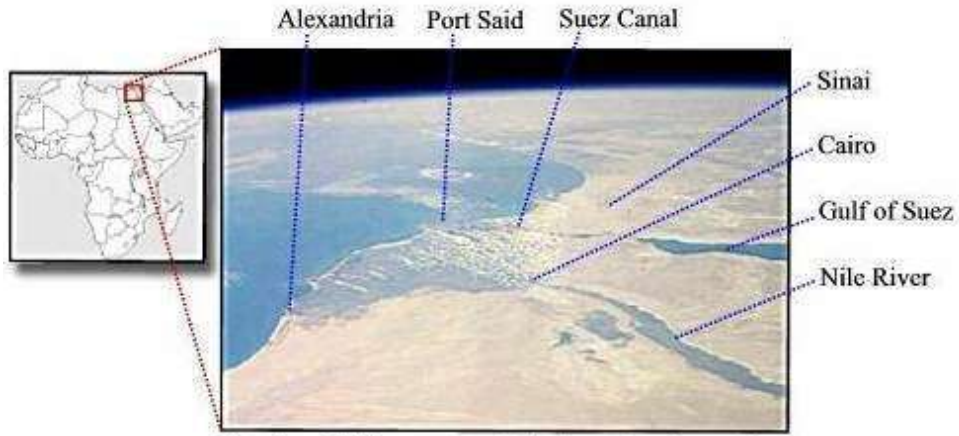 Alexandria
Port Said
Suez Canal
Sinai
Cairo
Gulf of Suez
Nile River